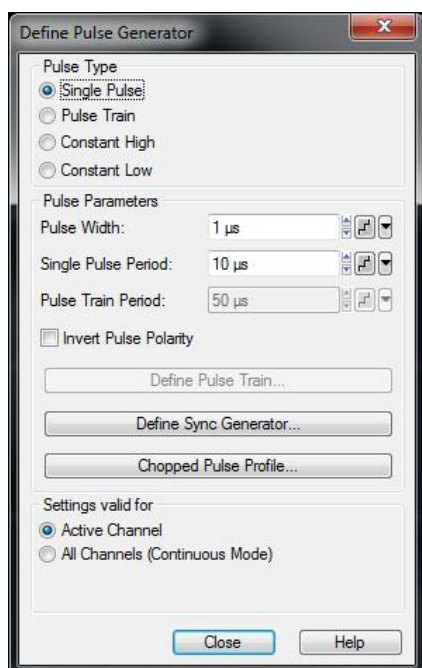 Define Pulse Generator
Pulse Type
Single Pulse
Pulse Train
Constant High
Constant Low
Pulse Parameters
Pulse Width: 1 µs
Single Pulse Period: 10 µs
Pulse Train Period: 50 µs
Invert Pulse Polarity
Define Pulse Train...
Define Sync Generator...
Chopped Pulse Profile...
Settings valid for
Active Channel
All Channels (Continuous Mode)
Close Help